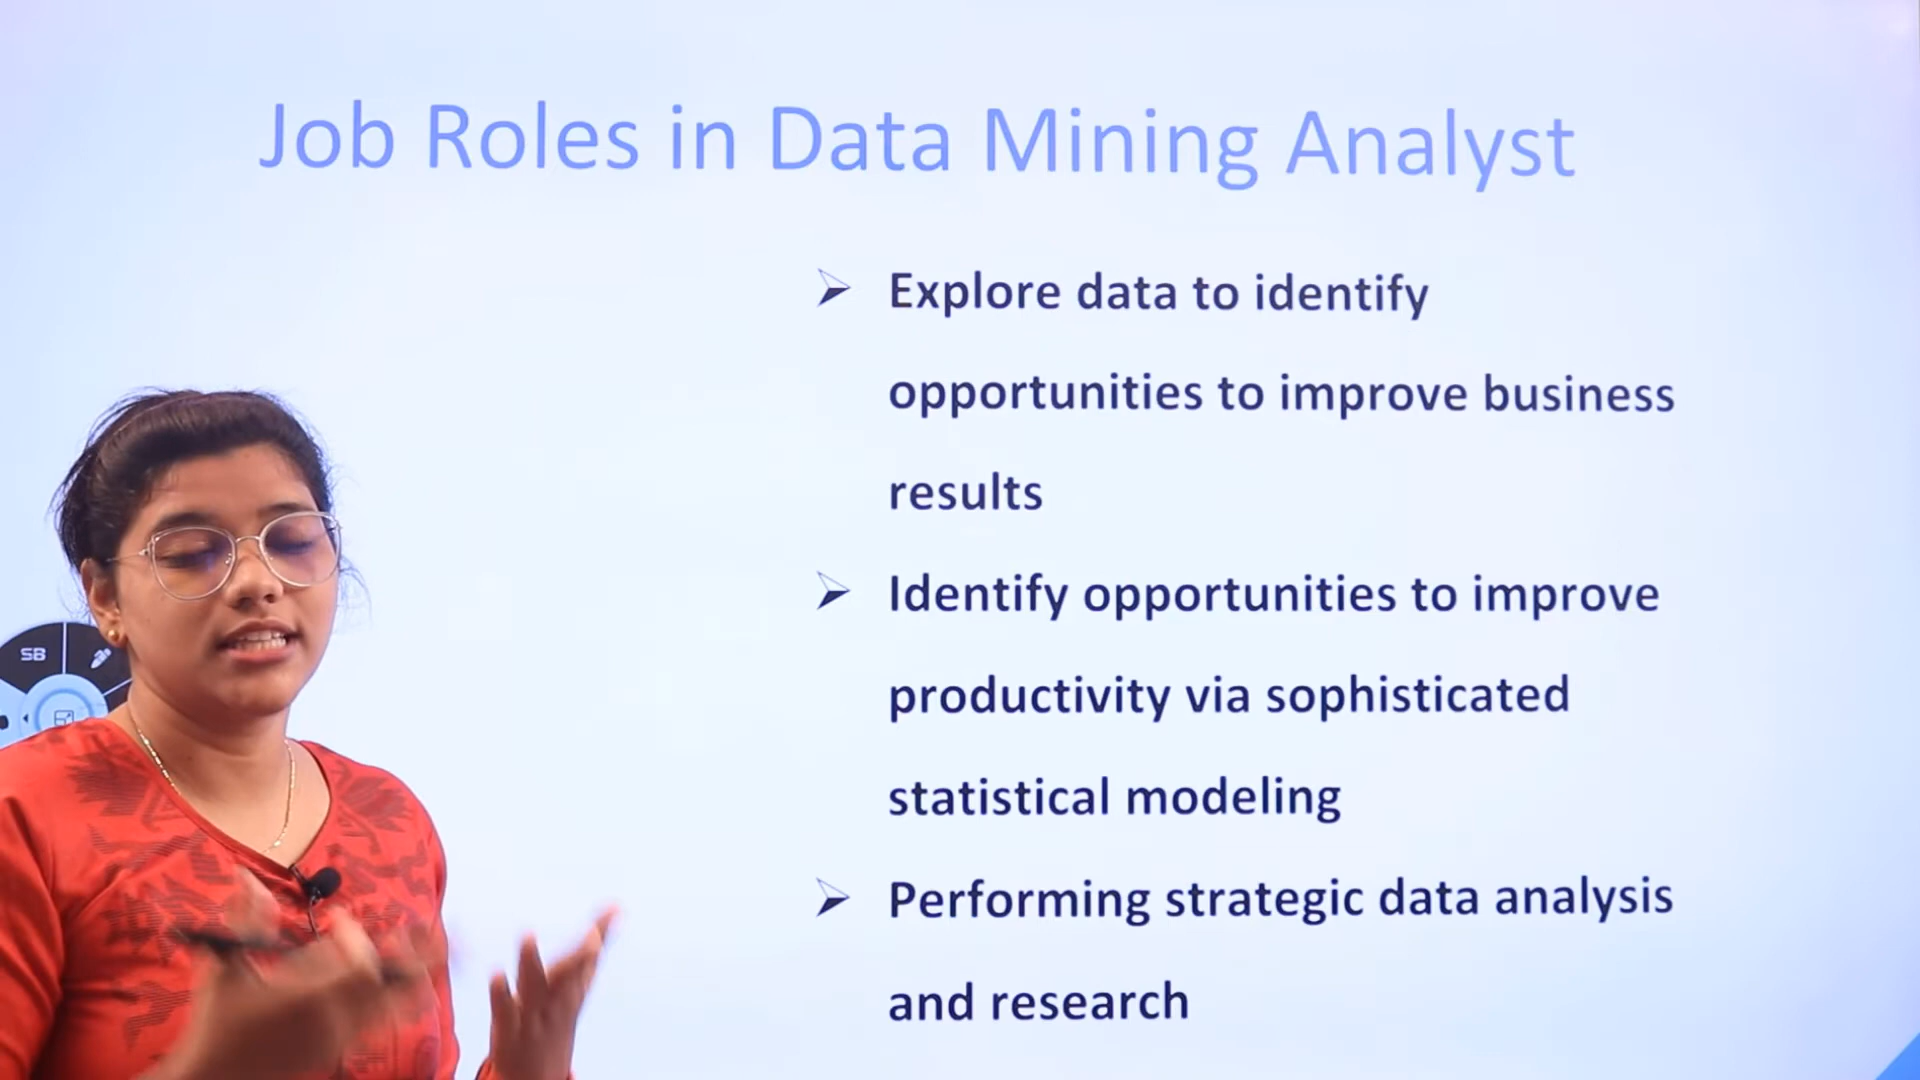 Job Roles in Data Mining Analyst
Explore data to identify
opportunities to improve business
results
Identify opportunities to improve
productivity via sophisticated
statistical modeling
Performing strategic data analysis
and research
SB